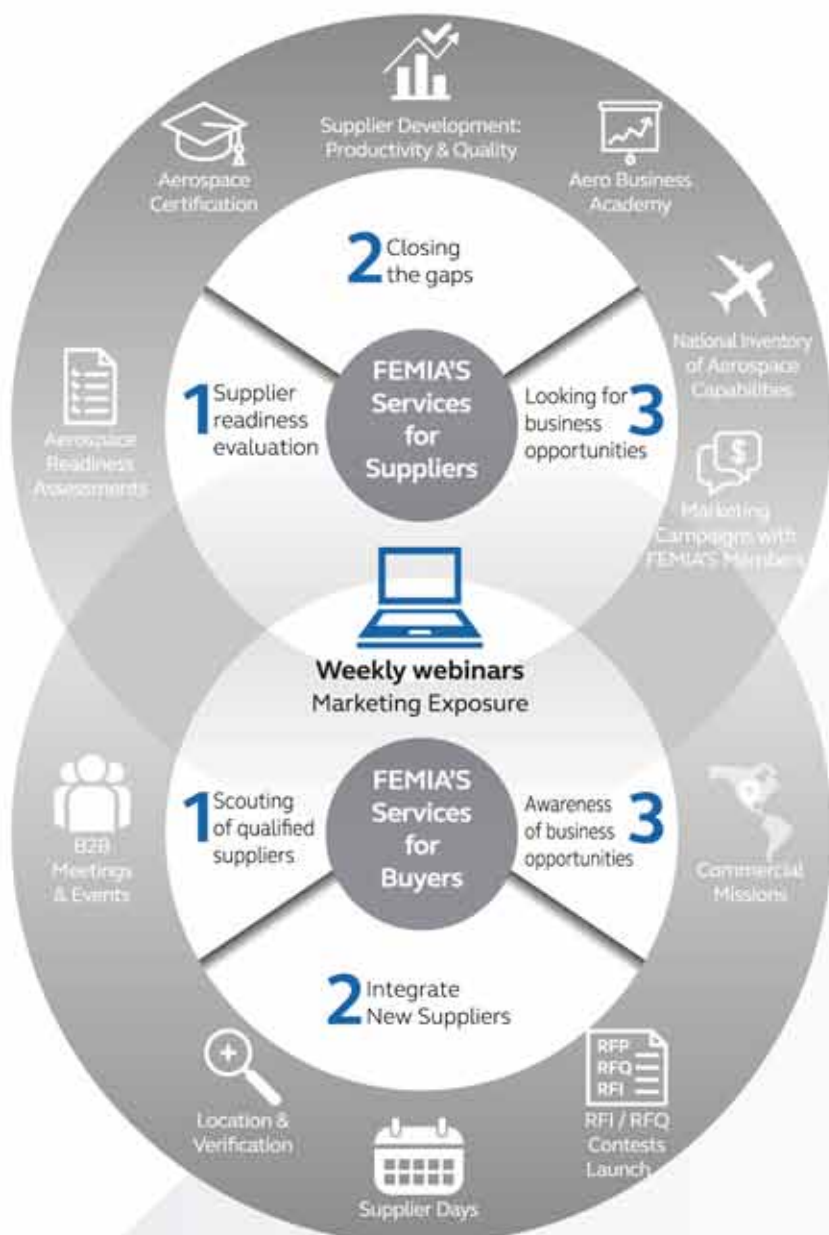 Supplier Development:
Productivity & Quality
Aerospace
Certification
Aero Business
Academy
2 Closing
the gaps
National Inventory
of Aerospace
Capabilities
1 Supplier
readiness
evaluation
FEMIA'S
Services
for
Suppliers
Looking for
business
opportunities 3
Aerospace
Readiness
Assessments
Marketing
Campaigns with
FEMIA'S Members
$
Weekly webinars
Marketing Exposure
B2B
Meetings
& Events
1 Scouting
of qualified
suppliers
FEMIA'S
Services
for
Buyers
Awareness
of business
opportunities 3
Commercial
Missions
2 Integrate
New Suppliers
Location &
Verification
Supplier Days
RFP
RFQ
RFI
RFI / RFQ
Contests
Launch